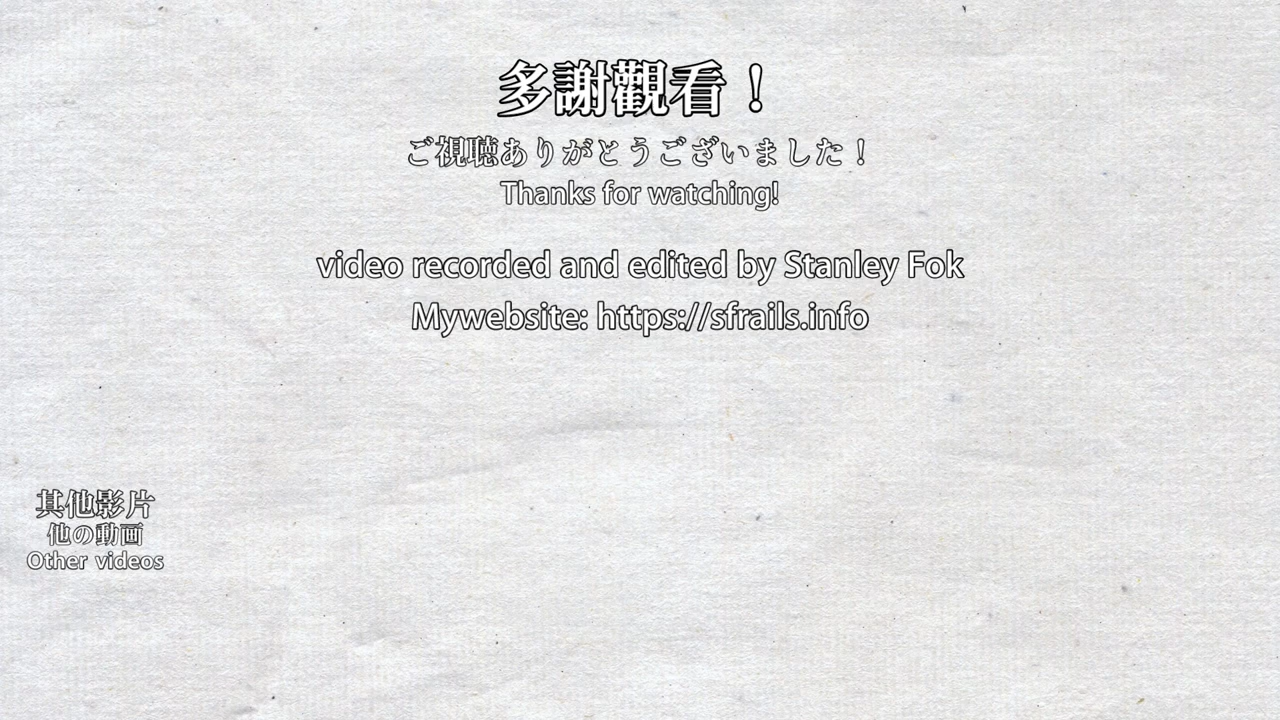 多謝觀看！
ご視聴ありがとうございました！
Thanks for watching!
video recorded and edited by Stanley Fok
Mywebsite: https://sfrails.info
其他影片
他の動画
Other videos